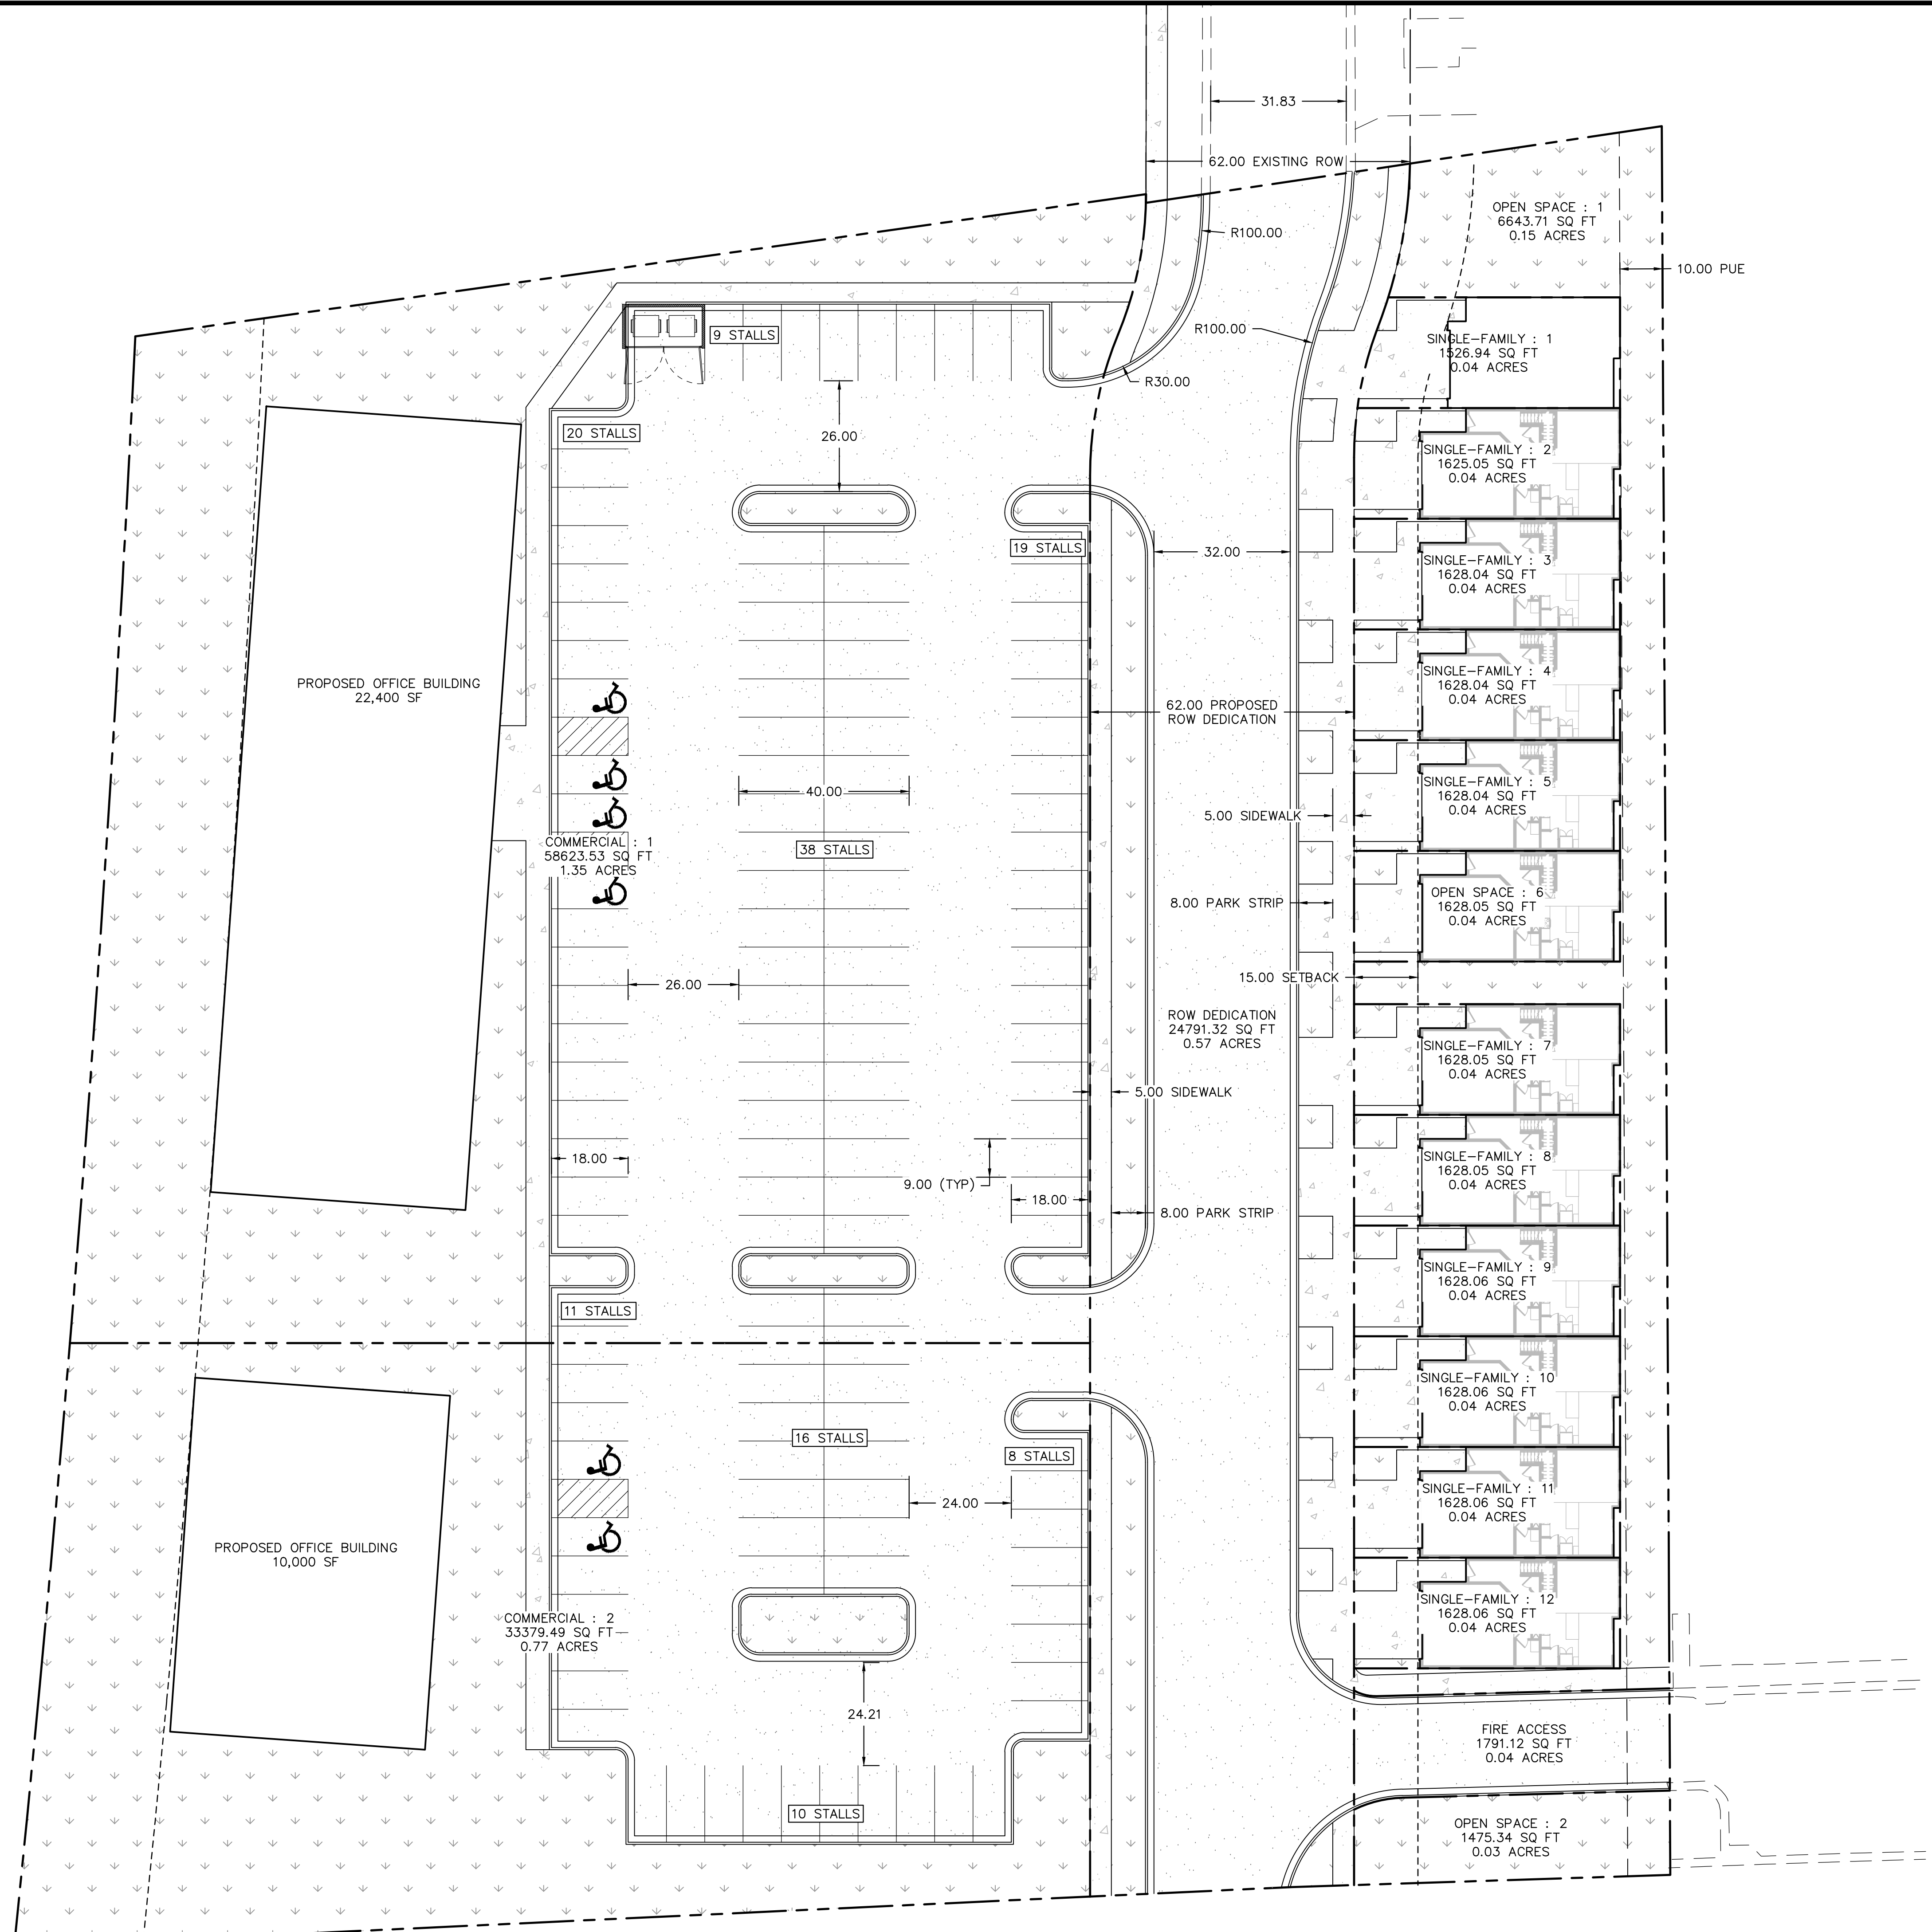 31.83
62.00 EXISTING ROW
OPEN SPACE : 1
6643.71 SQ FT
0.15 ACRES
R100.00
10.00 PUE
R100.00
9 STALLS
SINGLE-FAMILY : 1
1526.94 SQ FT
0.04 ACRES
R30.00
20 STALLS
26.00
SINGLE-FAMILY : 2
1625.05 SQ FT
0.04 ACRES
19 STALLS
32.00
SINGLE-FAMILY : 3
1628.04 SQ FT
0.04 ACRES
PROPOSED OFFICE BUILDING
22,400 SF
62.00 PROPOSED
ROW DEDICATION
SINGLE-FAMILY : 4
1628.04 SQ FT
0.04 ACRES
40.00
5.00 SIDEWALK
SINGLE-FAMILY : 5
1628.04 SQ FT
0.04 ACRES
COMMERCIAL : 1
58623.53 SQ FT
1.35 ACRES
38 STALLS
8.00 PARK STRIP
OPEN SPACE : 6
1628.05 SQ FT
0.04 ACRES
26.00
15.00 SETBACK
ROW DEDICATION
24791.32 SQ FT
0.57 ACRES
SINGLE-FAMILY : 7
1628.05 SQ FT
0.04 ACRES
5.00 SIDEWALK
18.00
9.00 (TYP)
18.00
8.00 PARK STRIP
SINGLE-FAMILY : 8
1628.05 SQ FT
0.04 ACRES
11 STALLS
SINGLE-FAMILY : 9
1628.06 SQ FT
0.04 ACRES
SINGLE-FAMILY : 10
1628.06 SQ FT
0.04 ACRES
16 STALLS
8 STALLS
24.00
SINGLE-FAMILY : 11
1628.06 SQ FT
0.04 ACRES
PROPOSED OFFICE BUILDING
10,000 SF
COMMERCIAL : 2
33379.49 SQ FT
0.77 ACRES
SINGLE-FAMILY : 12
1628.06 SQ FT
0.04 ACRES
24.21
FIRE ACCESS
1791.12 SQ FT
0.04 ACRES
10 STALLS
OPEN SPACE : 2
1475.34 SQ FT
0.03 ACRES